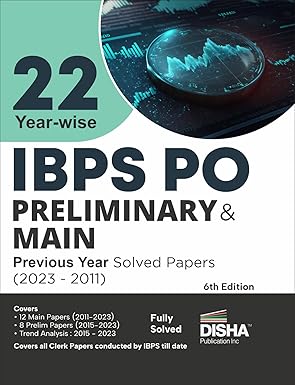 22
Year-wise
IBPS PO
PRELIMINARY &
MAIN
Previous Year Solved Papers
(2023 - 2011)
6th Edition
Covers
• 12 Main Papers (2011-2023)
• 8 Prelim Papers (2015-2023)
• Trend Analysis : 2015 - 2023
Covers all Clerk Papers conducted by IBPS till date
Fully
Solved
DISHA
Publication Inc